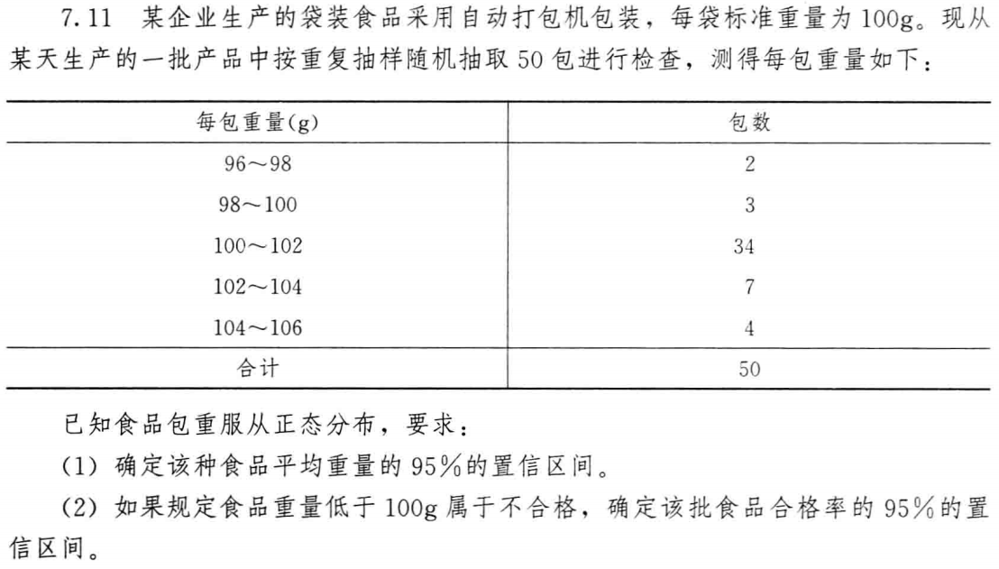 7.11 某企业生产的袋装食品采用自动打包机包装，每袋标准重量为100g。现从
某天生产的一批产品中按重复抽样随机抽取50包进行检查，测得每包重量如下：
每包重量(g) 包数
96～98 2
98～100 3
100～102 34
102～104 7
104～106 4
合计 50
已知食品包重服从正态分布，要求：
(1) 确定该种食品平均重量的95%的置信区间。
(2) 如果规定食品重量低于100g属于不合格，确定该批食品合格率的95%的置
信区间。